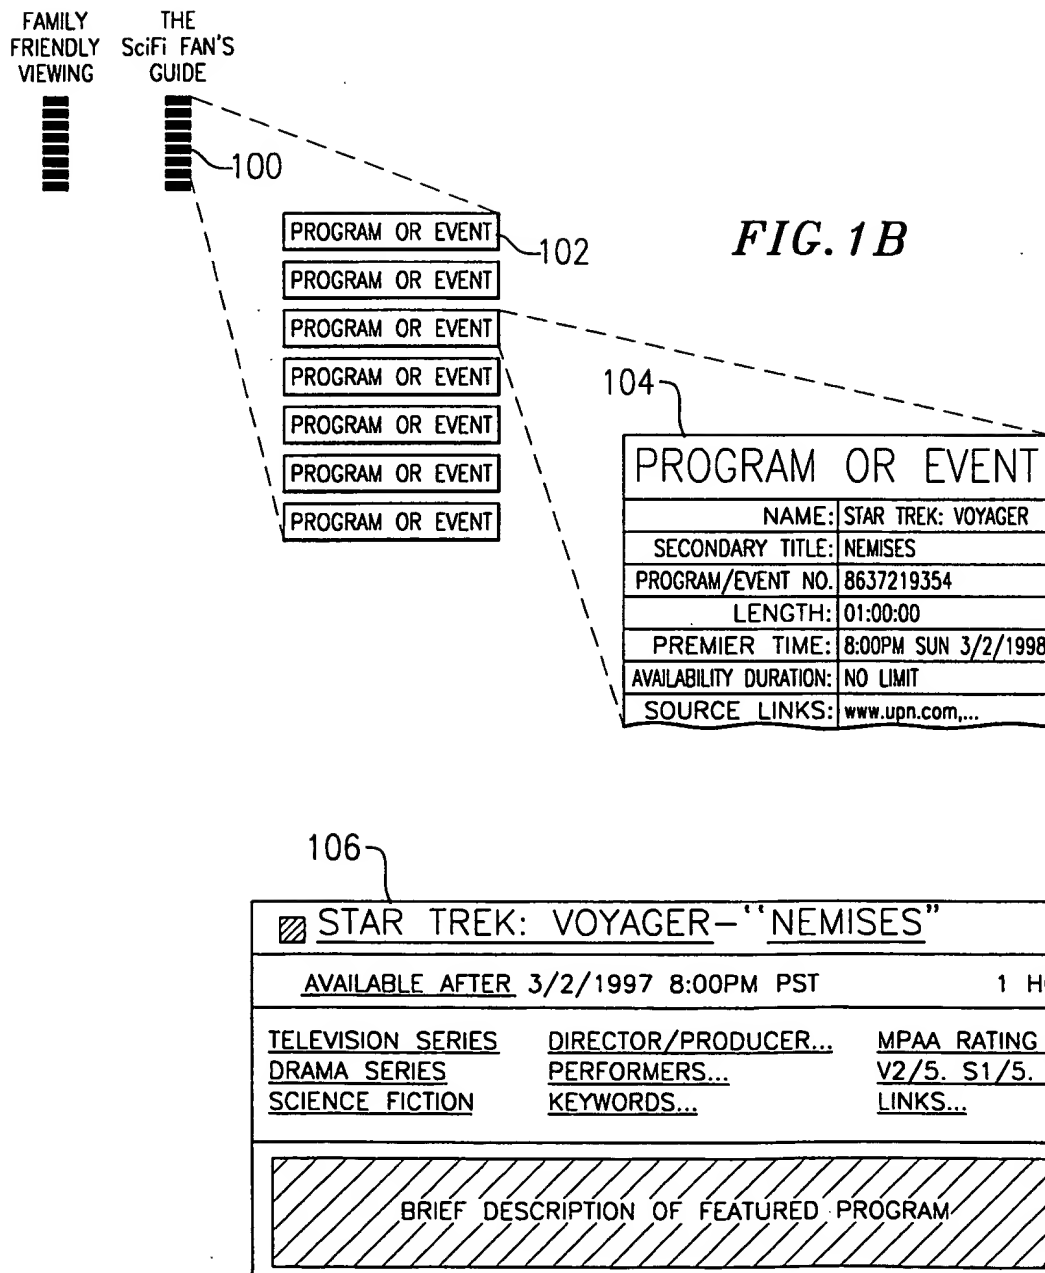 FAMILY
FRIENDLY
VIEWING
THE
SciFi FAN'S
GUIDE
100
PROGRAM OR EVENT
102
PROGRAM OR EVENT
PROGRAM OR EVENT
PROGRAM OR EVENT
PROGRAM OR EVENT
PROGRAM OR EVENT
PROGRAM OR EVENT
FIG. 1B
104
PROGRAM OR EVENT
NAME: STAR TREK: VOYAGER
SECONDARY TITLE: NEMISES
PROGRAM/EVENT NO. 8637219354
LENGTH: 01:00:00
PREMIER TIME: 8:00PM SUN 3/2/1998
AVAILABILITY DURATION: NO LIMIT
SOURCE LINKS: www.upn.com,...
106
STAR TREK: VOYAGER-"NEMISES"
AVAILABLE AFTER 3/2/1997 8:00PM PST 1 H
TELEVISION SERIES DIRECTOR/PRODUCER... MPAA RATING
DRAMA SERIES PERFORMERS... V2/5. S1/5.
SCIENCE FICTION KEYWORDS... LINKS...
BRIEF DESCRIPTION OF FEATURED PROGRAM